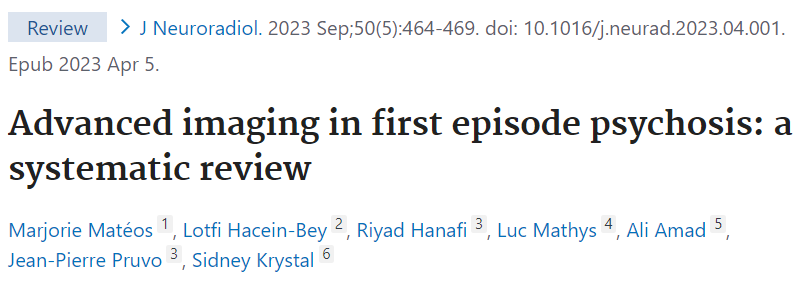 Review > J Neuroradiol. 2023 Sep;50(5):464-469. doi: 10.1016/j.neurad.2023.04.001.
Epub 2023 Apr 5.
Advanced imaging in first episode psychosis: a
systematic review
Marjorie Matéos 1, Lotfi Hacein-Bey 2, Riyad Hanafi 3, Luc Mathys 4, Ali Amad 5,
Jean-Pierre Pruvo 3, Sidney Krystal 6